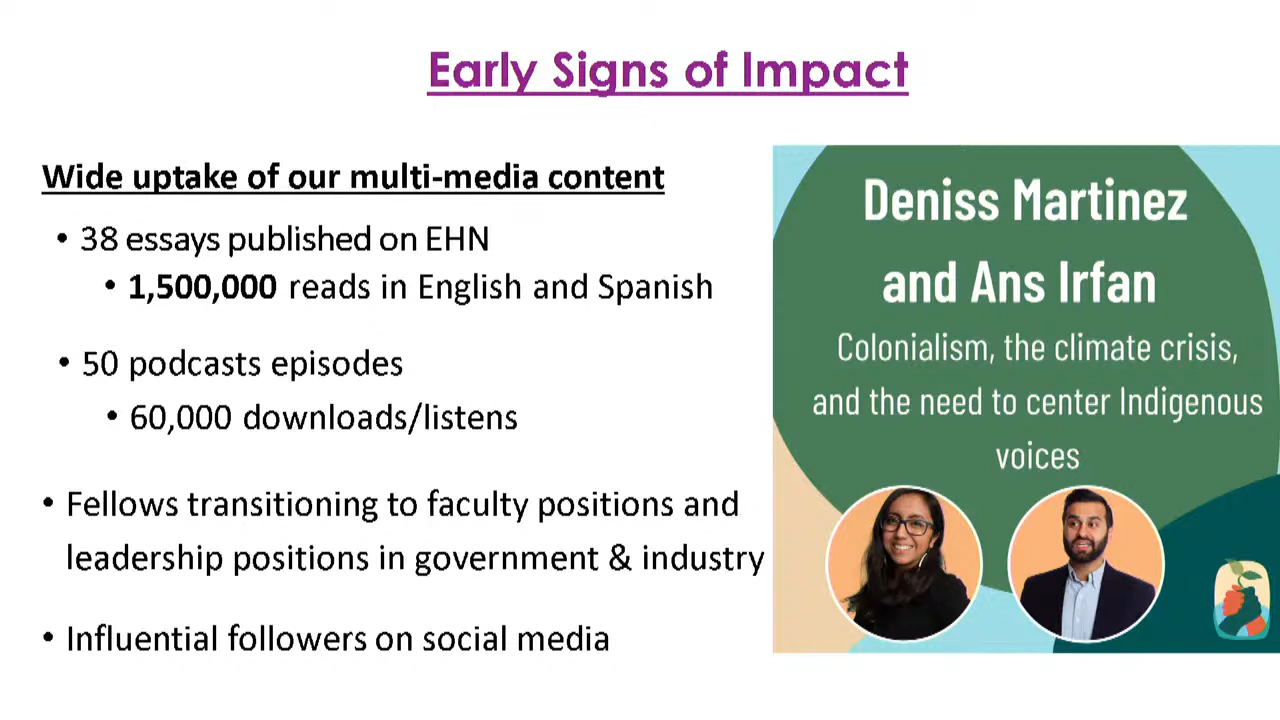 Early Signs of Impact
Wide uptake of our multi-media content
• 38 essays published on EHN
• 1,500,000 reads in English and Spanish
• 50 podcasts episodes
• 60,000 downloads/listens
• Fellows transitioning to faculty positions and
leadership positions in government & industry
• Influential followers on social media
Deniss Martinez
and Ans Irfan
Colonialism, the climate crisis,
and the need to center Indigenous
voices